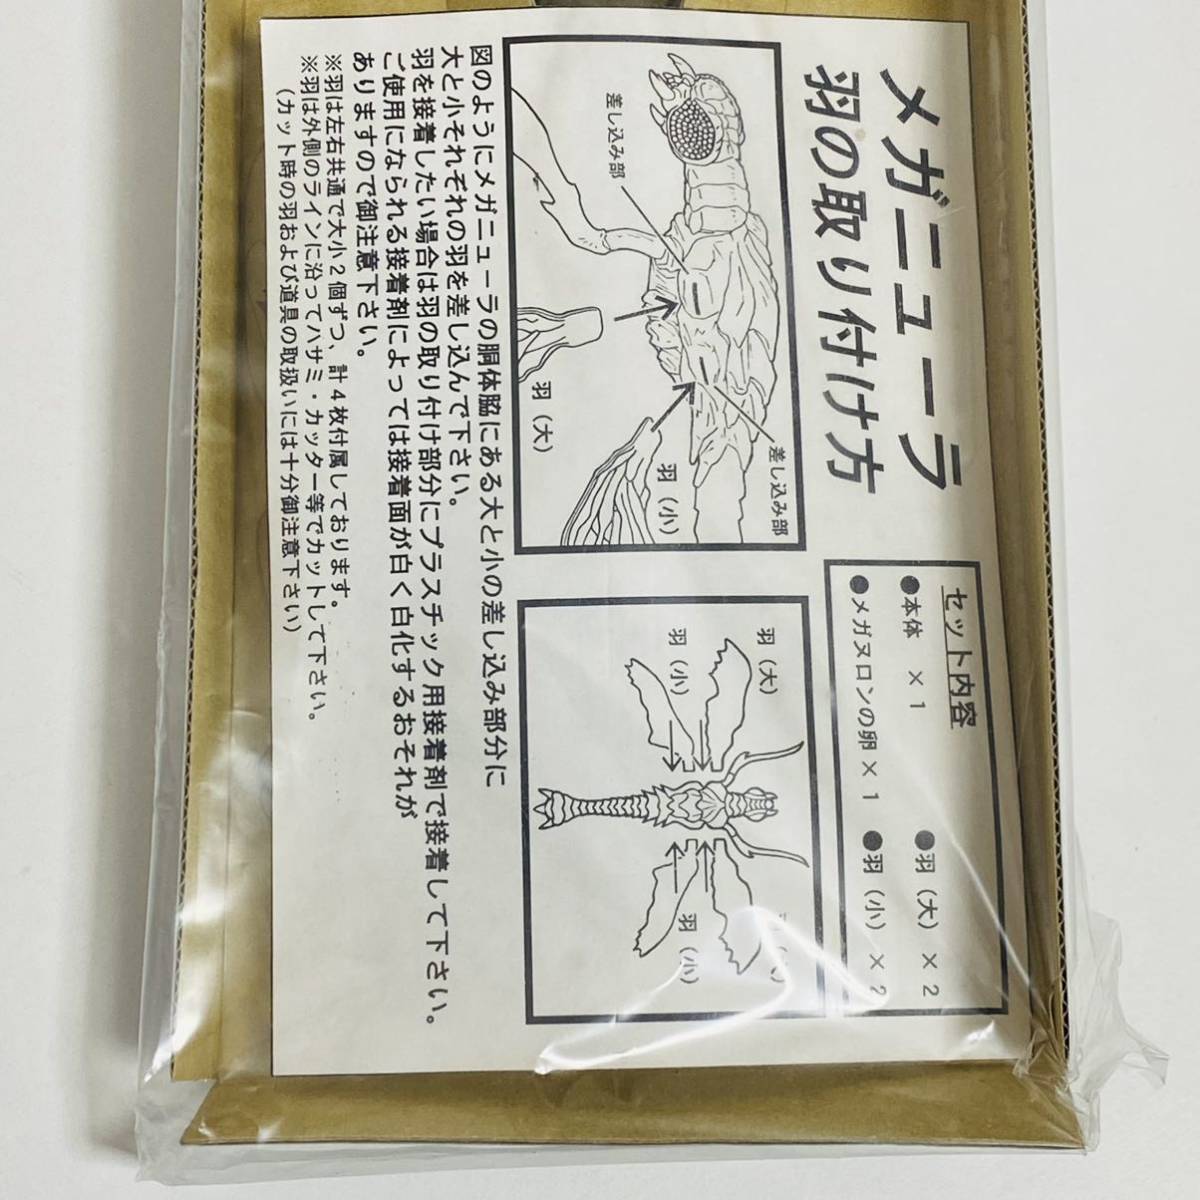 メガニューラ
羽の取り付け方
セット内容
●本体 ×１
●羽（大）×２
●メガヌロンの卵×１
●羽（小）×２
差し込み部
差し込み部
羽（大）
羽（小）
羽（大）
羽（小）
羽（小）
図のようにメガニューラの胴体脇にある大と小の差し込み部分に
大と小それぞれの羽を差し込んで下さい。
羽を接着したい場合は羽の取り付け部分にプラスチック用接着剤で接着して下さい。
ご使用になられる接着剤によっては接着面が白く白化するおそれが
ありますので御注意下さい。
※羽は左右共通で大小２個ずつ、計４枚付属しております。
※羽は外側のラインに沿ってハサミ・カッター等でカットして下さい。
（カット時の羽および道具の取扱いには十分御注意下さい）